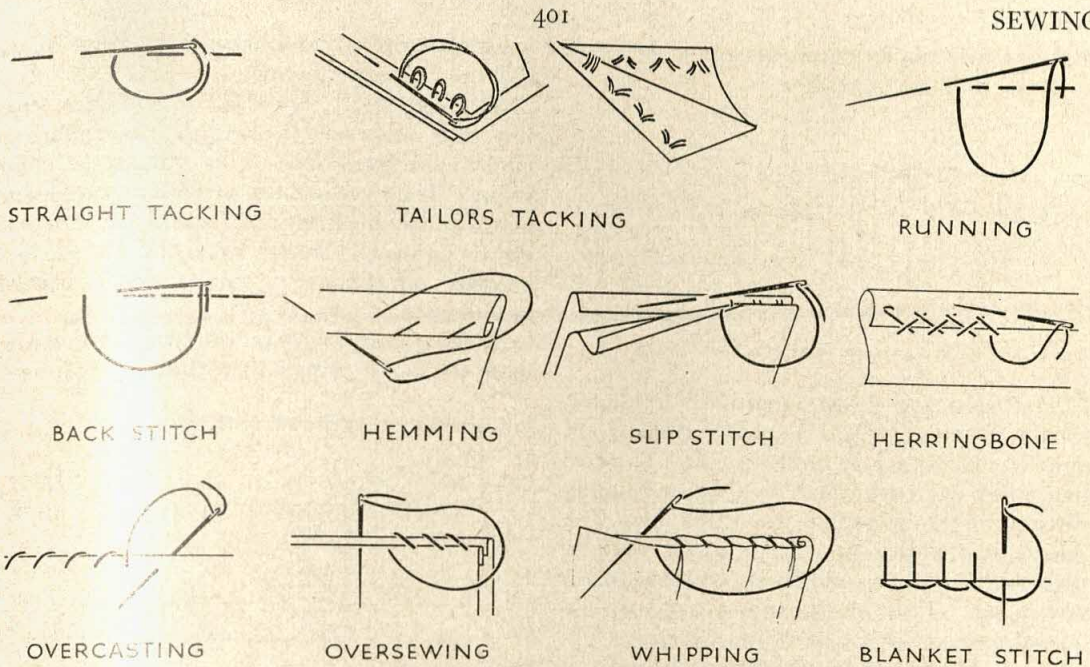 401
SEWING
STRAIGHT TACKING
TAILORS TACKING
RUNNING
BACK STITCH
HEMMING
SLIP STITCH
HERRINGBONE
OVERCASTING
OVERSEWING
WHIPPING
BLANKET STITCH